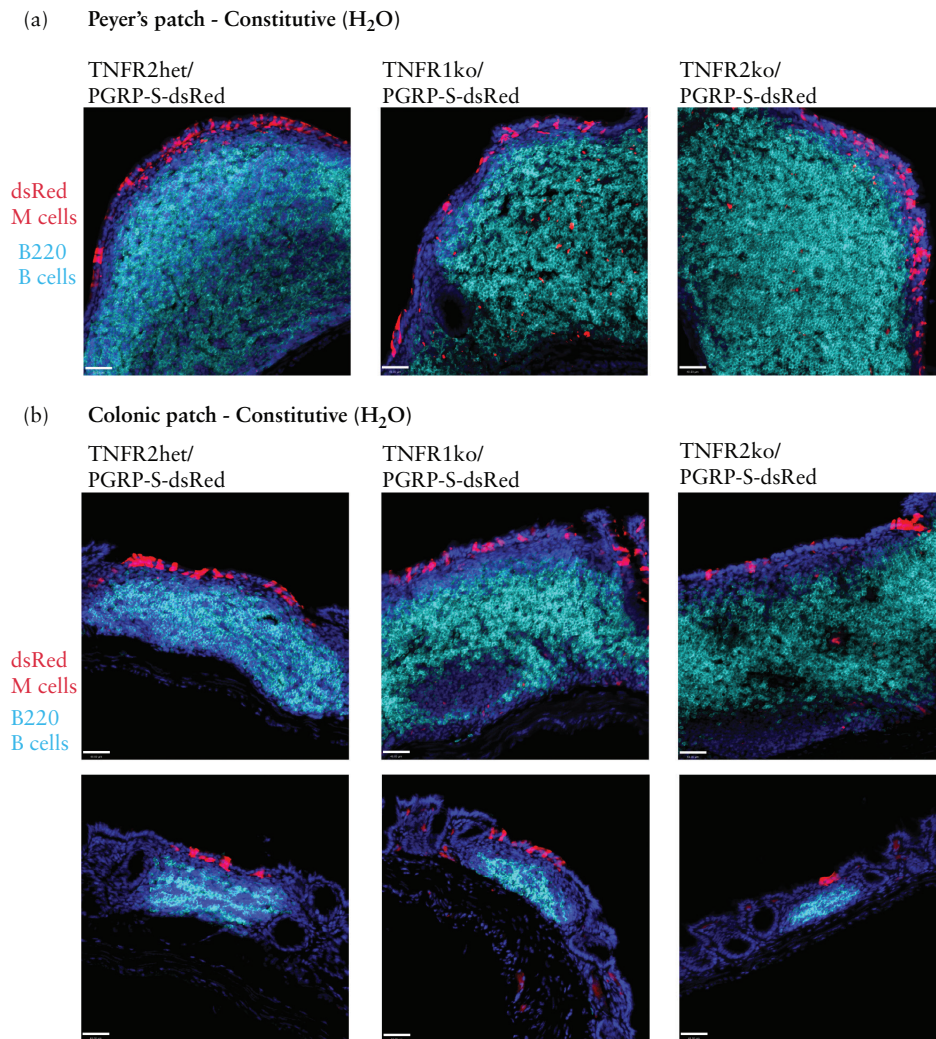 (a) Peyer's patch - Constitutive (H₂O)
TNFR2het/
PGRP-S-dsRed
TNFR1ko/
PGRP-S-dsRed
TNFR2ko/
PGRP-S-dsRed
dsRed
M cells
B220
B cells
(b) Colonic patch - Constitutive (H₂O)
TNFR2het/
PGRP-S-dsRed
TNFR1ko/
PGRP-S-dsRed
TNFR2ko/
PGRP-S-dsRed
dsRed
M cells
B220
B cells